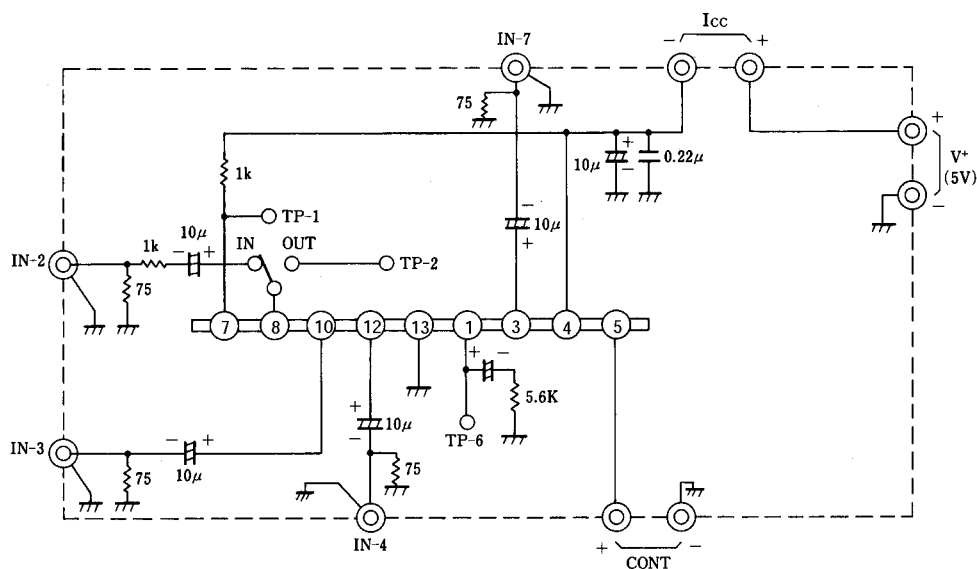 Icc
IN-7
− +
75
+
V⁺
(5V)
−
10μ
+
−
0.22μ
1k
TP-1
−
10μ
+
IN-2
1k
10μ
− +
IN
OUT
TP-2
75
7
8
10
12
13
1
3
4
5
+ −
5.6K
TP-6
+
10μ
−
IN-3
− +
10μ
75
75
IN-4
+ −
CONT